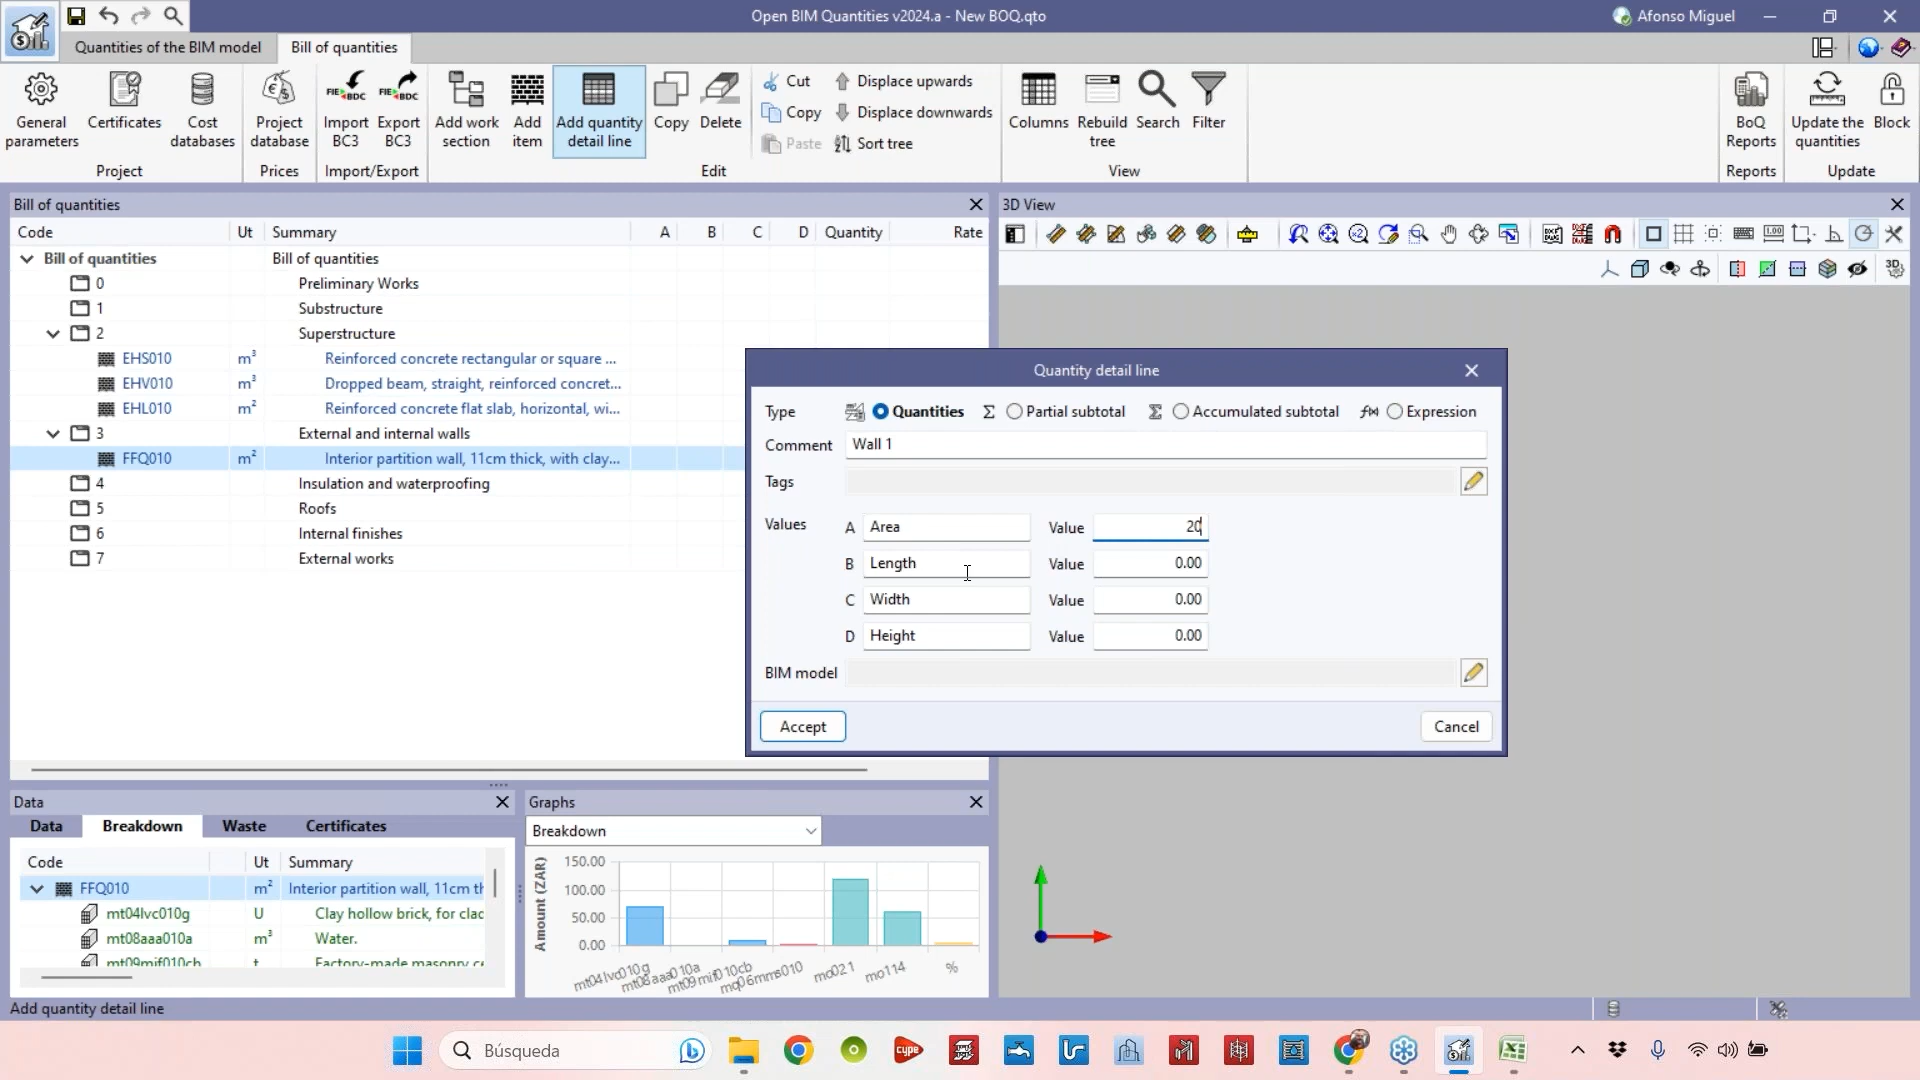 Open BIM Quantities v2024.a - New BOQ.qto
Afonso Miguel
Quantities of the BIM model
Bill of quantities
General parameters
Certificates
Cost databases
Project database
Import BC3
Export BC3
Add work section
Add item
Add quantity detail line
Copy
Delete
Cut
Copy
Paste
Displace upwards
Displace downwards
Sort tree
Columns
Rebuild tree
Search
Filter
BoQ Reports
Update the quantities
Block
Project
Prices
Import/Export
Edit
View
Reports
Update
Bill of quantities
3D View
Code Ut Summary A B C D Quantity Rate
Bill of quantities Bill of quantities
0 Preliminary Works
1 Substructure
2 Superstructure
EHS010 m³ Reinforced concrete rectangular or square ...
EHV010 m³ Dropped beam, straight, reinforced concret...
EHL010 m² Reinforced concrete flat slab, horizontal, wi...
3 External and internal walls
FFQ010 m² Interior partition wall, 11cm thick, with clay...
4 Insulation and waterproofing
5 Roofs
6 Internal finishes
7 External works
Quantity detail line
Type Quantities Partial subtotal Accumulated subtotal Expression
Comment Wall 1
Tags
Values A Area Value 20
B Length Value 0.00
C Width Value 0.00
D Height Value 0.00
BIM model
Accept Cancel
Data
Data Breakdown Waste Certificates
Code Ut Summary
FFQ010 m² Interior partition wall, 11cm th
mt04lvc010g U Clay hollow brick, for clad
mt08aaa010a m³ Water.
mt09mif010cb t Factory-made masonry ce
Graphs
Breakdown
Amount (ZAR)
150.00
100.00
50.00
0.00
mt04lvc010g
mt08aaa010a
mt09mif010cb
mq06mms010
mo021
mo114
%
Add quantity detail line
Búsqueda
cype